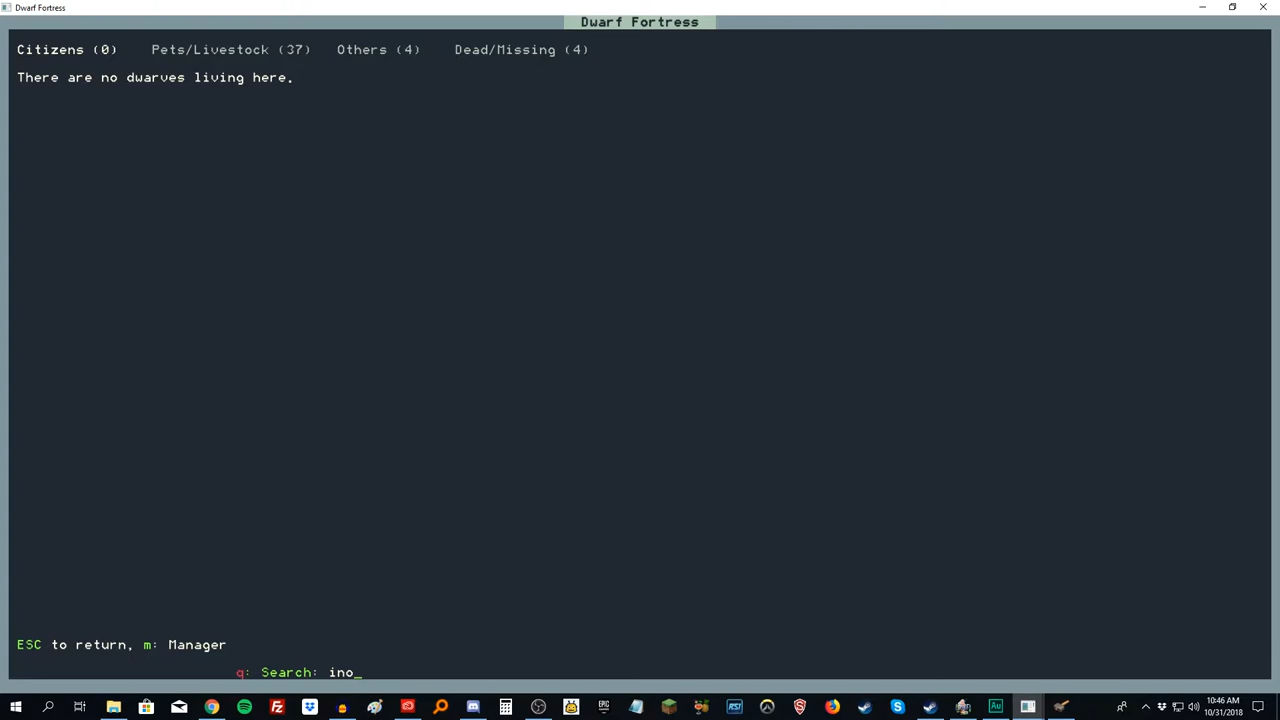 Dwarf Fortress
Dwarf Fortress
Citizens (0) Pets/Livestock (37) Others (4) Dead/Missing (4)
There are no dwarves living here.
ESC to return, m: Manager
q: Search: ino_
10:46 AM
10/31/2018